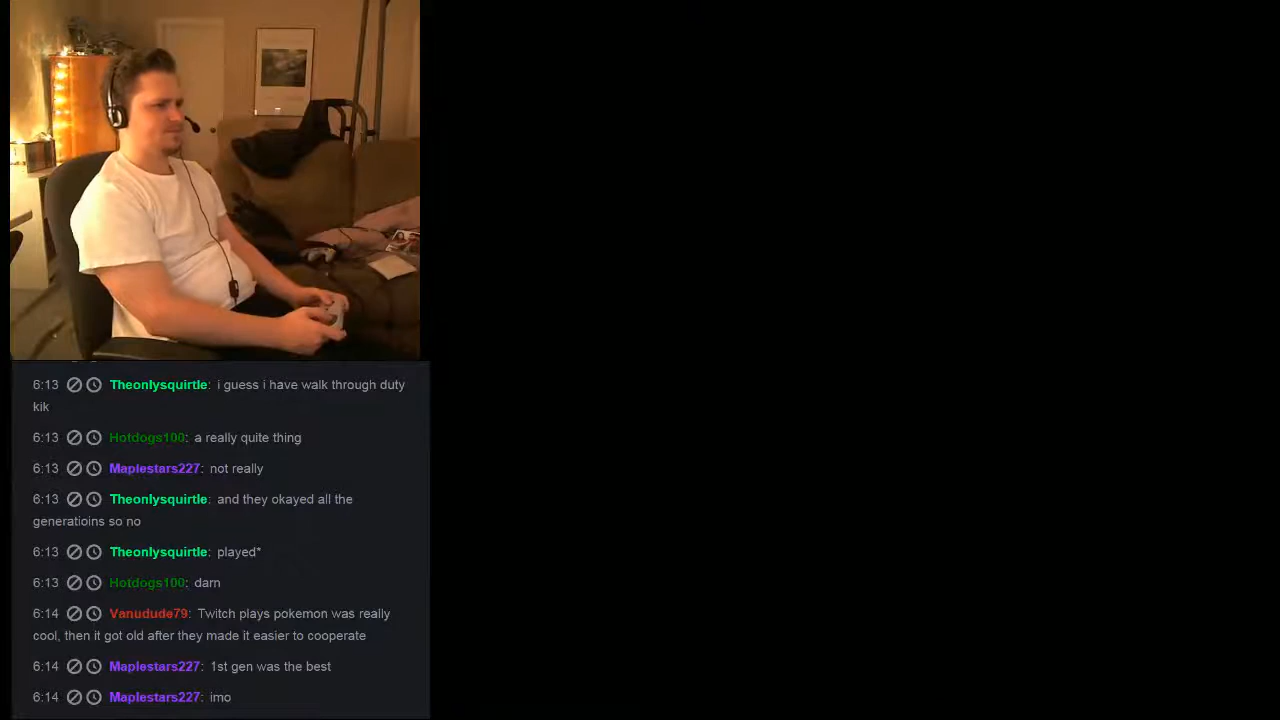 6:13 Theonlysquirtle: i guess i have walk through duty
kik
6:13 Hotdogs100: a really quite thing
6:13 Maplestars227: not really
6:13 Theonlysquirtle: and they okayed all the
generatioins so no
6:13 Theonlysquirtle: played*
6:13 Hotdogs100: darn
6:14 Vanudude79: Twitch plays pokemon was really
cool, then it got old after they made it easier to cooperate
6:14 Maplestars227: 1st gen was the best
6:14 Maplestars227: imo